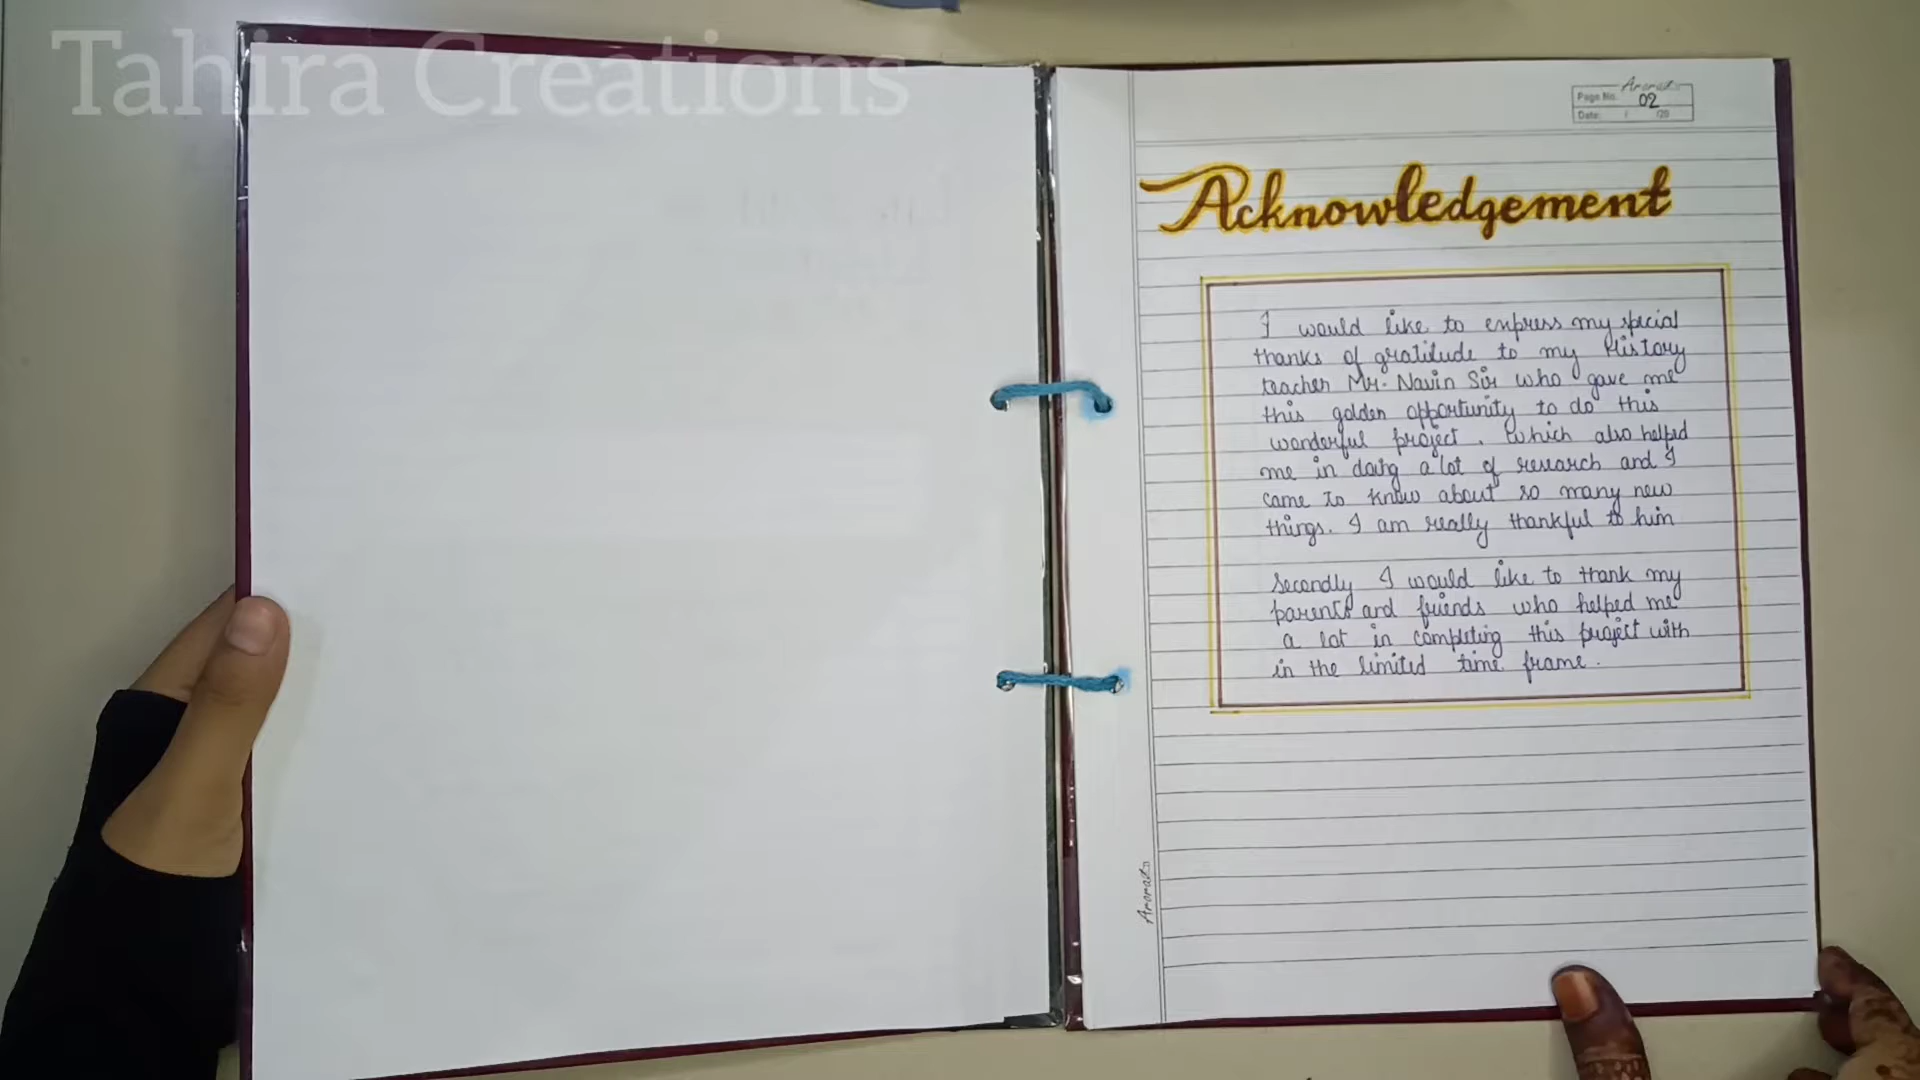 Tahira Creations
Page No. 02
Date: / /20
Acknowledgement
I would like to express my special
thanks of gratitude to my History
teacher Mr. Navin Sir who gave me
this golden opportunity to do this
wonderful project. Which also helped
me in doing a lot of research and I
came to know about so many new
things. I am really thankful to him
Secondly I would like to thank my
parents and friends who helped me
a lot in completing this project with
in the limited time frame.